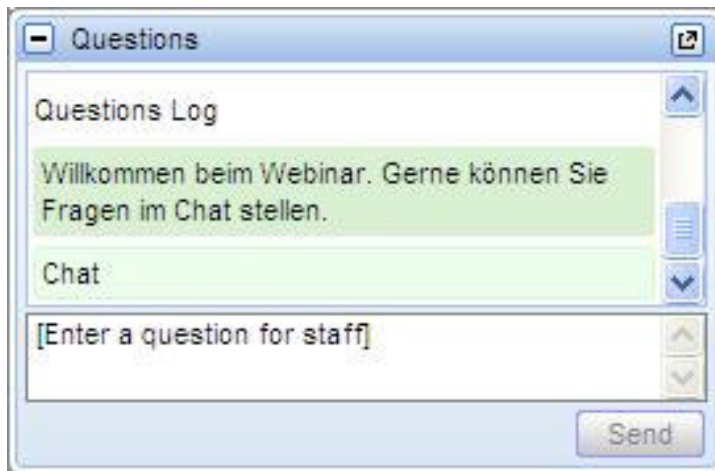 Questions
Questions Log
Willkommen beim Webinar. Gerne können Sie
Fragen im Chat stellen.
Chat
[Enter a question for staff]
Send